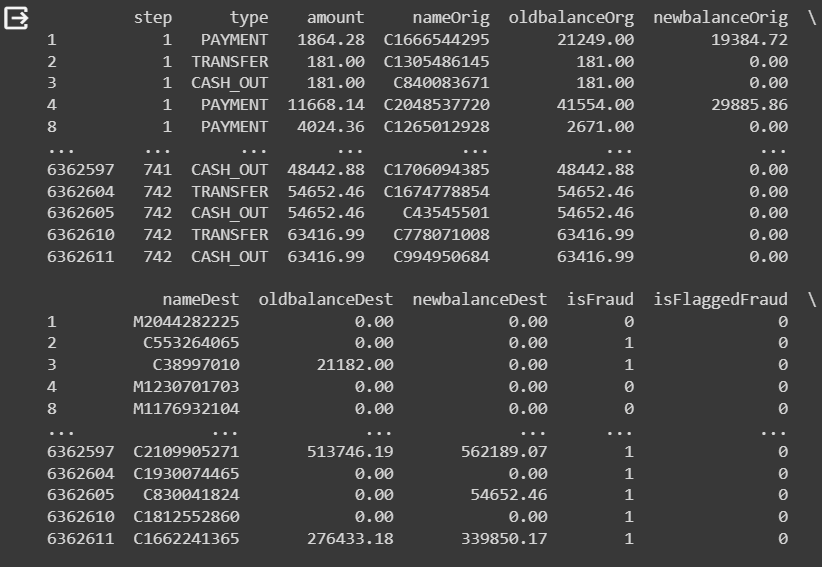 step type amount nameOrig oldbalanceOrg newbalanceOrig \
1 1 PAYMENT 1864.28 C1666544295 21249.00 19384.72
2 1 TRANSFER 181.00 C1305486145 181.00 0.00
3 1 CASH_OUT 181.00 C840083671 181.00 0.00
4 1 PAYMENT 11668.14 C2048537720 41554.00 29885.86
8 1 PAYMENT 4024.36 C1265012928 2671.00 0.00
... ... ... ... ... ... ...
6362597 741 CASH_OUT 48442.88 C1706094385 48442.88 0.00
6362604 742 TRANSFER 54652.46 C1674778854 54652.46 0.00
6362605 742 CASH_OUT 54652.46 C43545501 54652.46 0.00
6362610 742 TRANSFER 63416.99 C778071008 63416.99 0.00
6362611 742 CASH_OUT 63416.99 C994950684 63416.99 0.00
nameDest oldbalanceDest newbalanceDest isFraud isFlaggedFraud \
1 M2044282225 0.00 0.00 0 0
2 C553264065 0.00 0.00 1 0
3 C38997010 21182.00 0.00 1 0
4 M1230701703 0.00 0.00 0 0
8 M1176932104 0.00 0.00 0 0
... ... ... ... ... ...
6362597 C2109905271 513746.19 562189.07 1 0
6362604 C1930074465 0.00 0.00 1 0
6362605 C830041824 0.00 54652.46 1 0
6362610 C1812552860 0.00 0.00 1 0
6362611 C1662241365 276433.18 339850.17 1 0